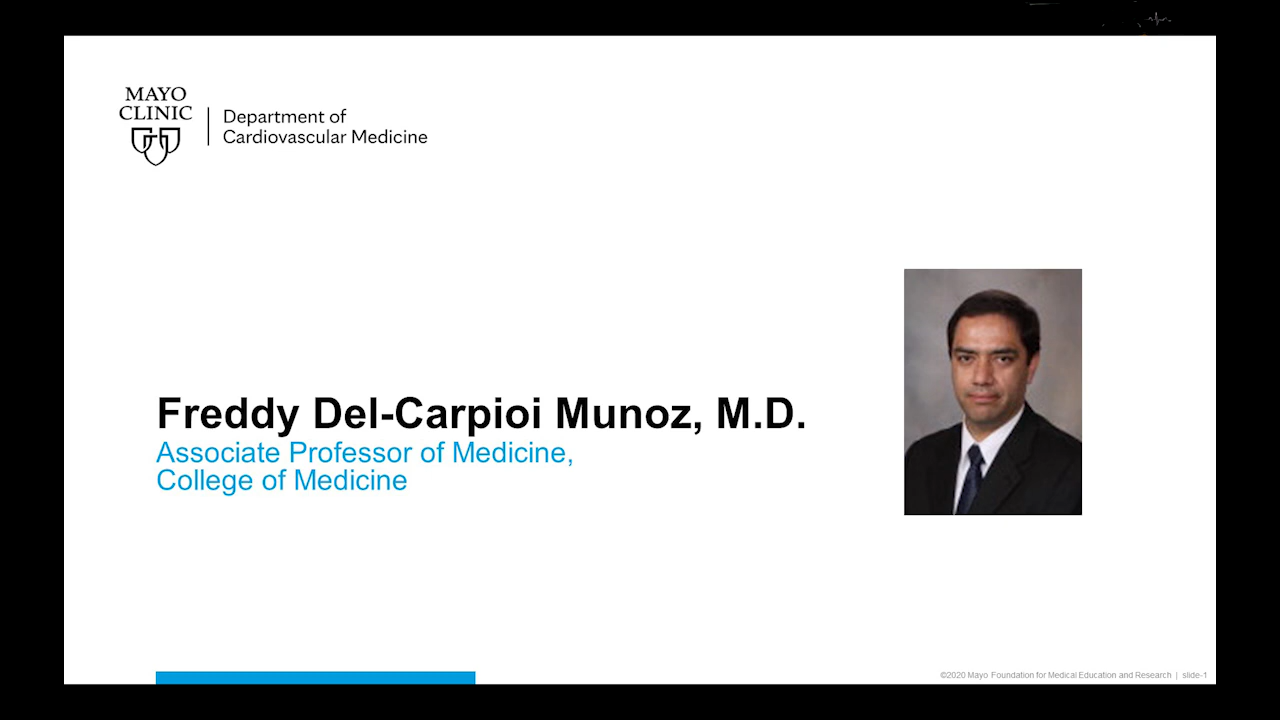 MAYO
CLINIC
Department of
Cardiovascular Medicine
Freddy Del-Carpioi Munoz, M.D.
Associate Professor of Medicine,
College of Medicine
©2020 Mayo Foundation for Medical Education and Research | slide-1